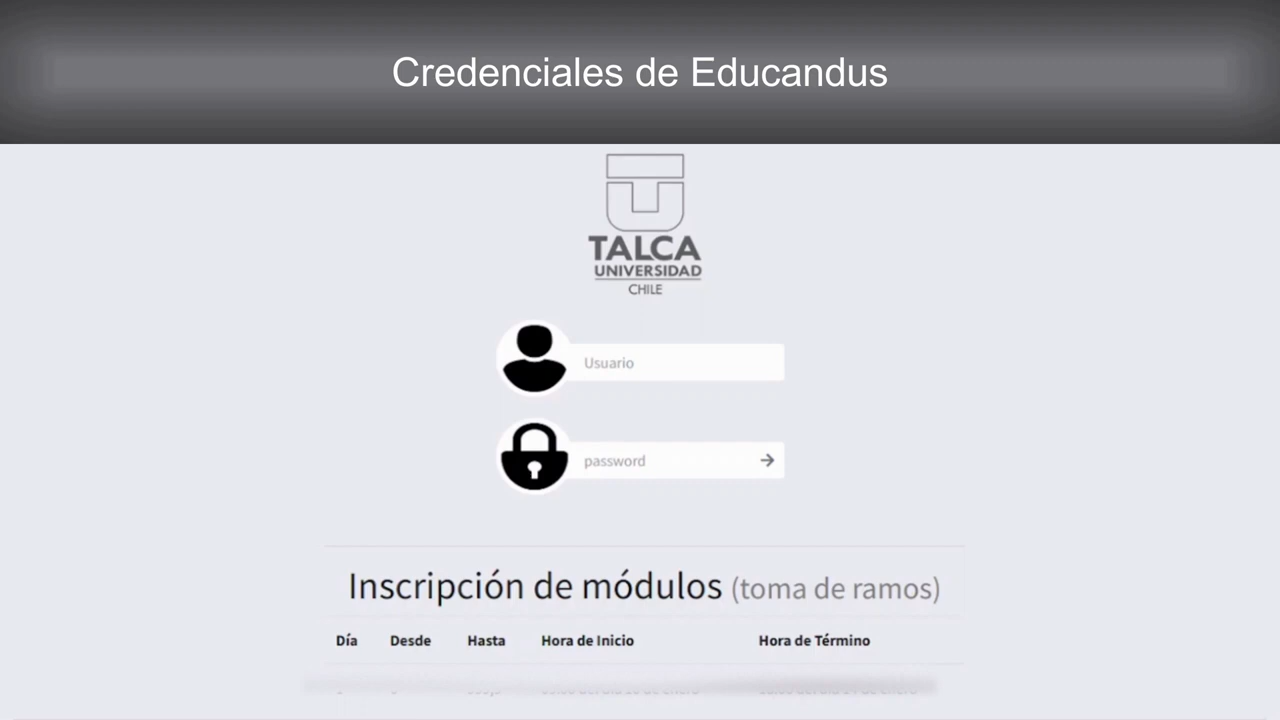 Credenciales de Educandus
TALCA
UNIVERSIDAD
CHILE
Usuario
password
Inscripción de módulos (toma de ramos)
Día Desde Hasta Hora de Inicio Hora de Término